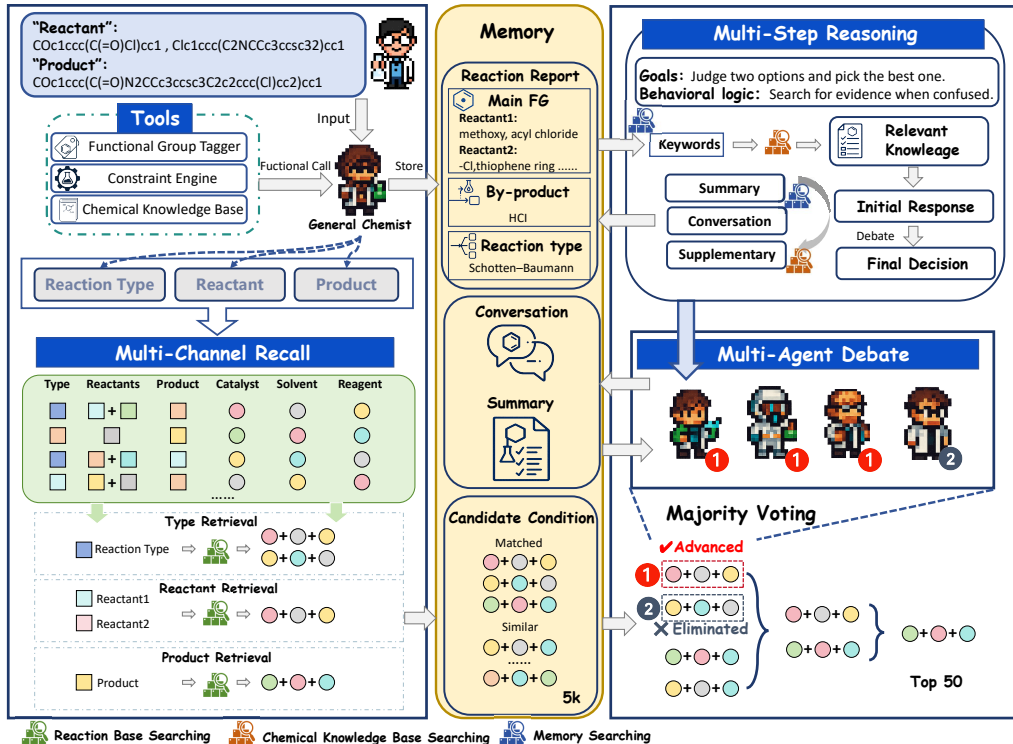 "Reactant":
COc1ccc(C(=O)Cl)cc1 , Clc1ccc(C2NCCc3ccsc32)cc1
"Product":
COc1ccc(C(=O)N2CCc3ccsc3C2c2ccc(Cl)cc2)cc1
Tools
Functional Group Tagger
Constraint Engine
Chemical Knowledge Base
Input
Fuctional Call
Store
General Chemist
Reaction Type
Reactant
Product
Multi-Channel Recall
Type Reactants Product Catalyst Solvent Reagent
+
+
+
......
Type Retrieval
Reaction Type
+ +
+ +
Reactant Retrieval
Reactant1
Reactant2
+ +
Product Retrieval
Product
+ +
Memory
Reaction Report
Main FG
Reactant1:
methoxy, acyl chloride
Reactant2:
-Cl,thiophene ring ......
By-product
HCl
Reaction type
Schotten–Baumann
Conversation
Summary
Candidate Condition
Matched
+ +
+ +
+ +
Similar
+ +
......
+ +
5k
Multi-Step Reasoning
Goals: Judge two options and pick the best one.
Behavioral logic: Search for evidence when confused.
Keywords
Relevant
Knowleage
Summary
Conversation
Supplementary
Initial Response
Debate
Final Decision
Multi-Agent Debate
1 1 1 2
Majority Voting
✔Advanced
1 + +
2 + +
✕ Eliminated
+ +
+ +
+ +
+ +
+ +
Top 50
Reaction Base Searching
Chemical Knowledge Base Searching
Memory Searching